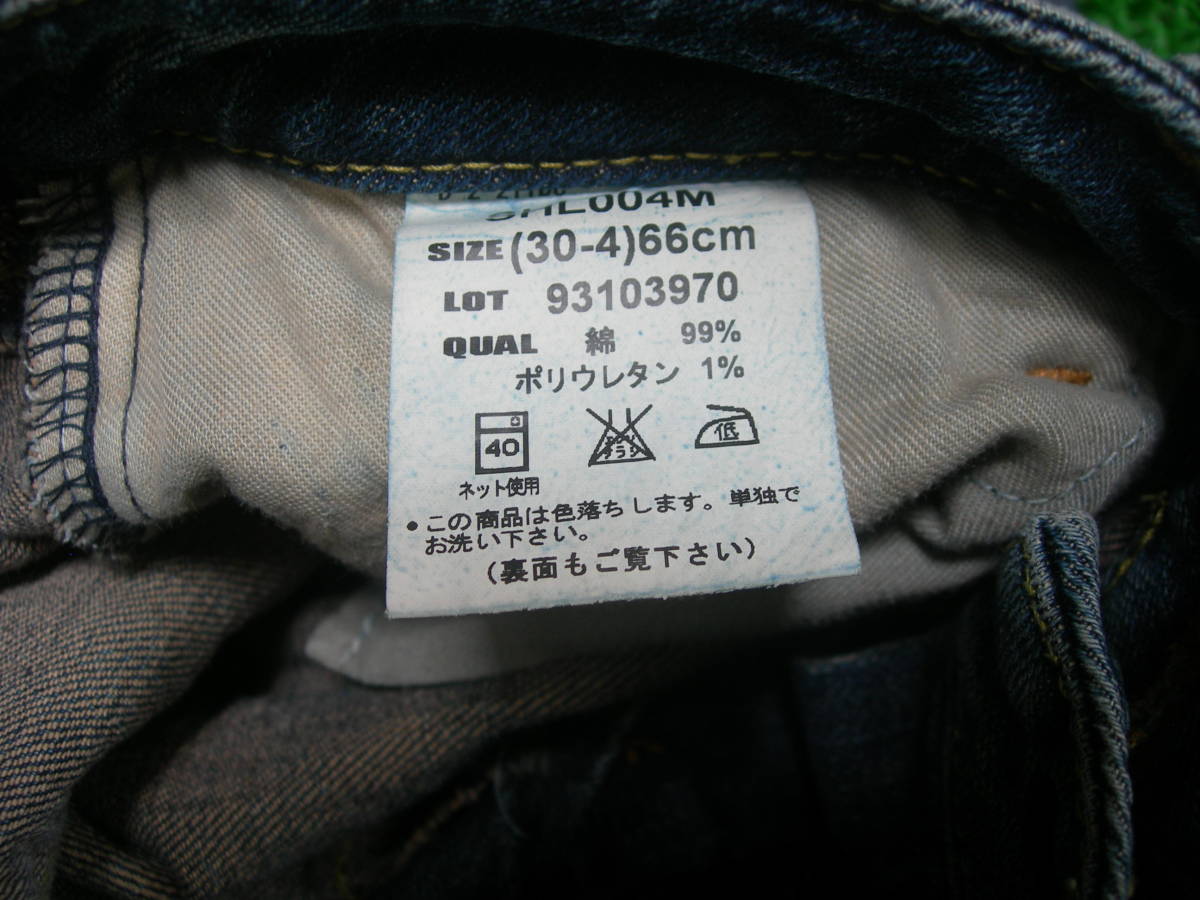 SHL004M
SIZE (30-4)66cm
LOT 93103970
QUAL 綿 99%
ポリウレタン 1%
40
低
ネット使用
●この商品は色落ちします。単独で
お洗い下さい。
(裏面もご覧下さい)